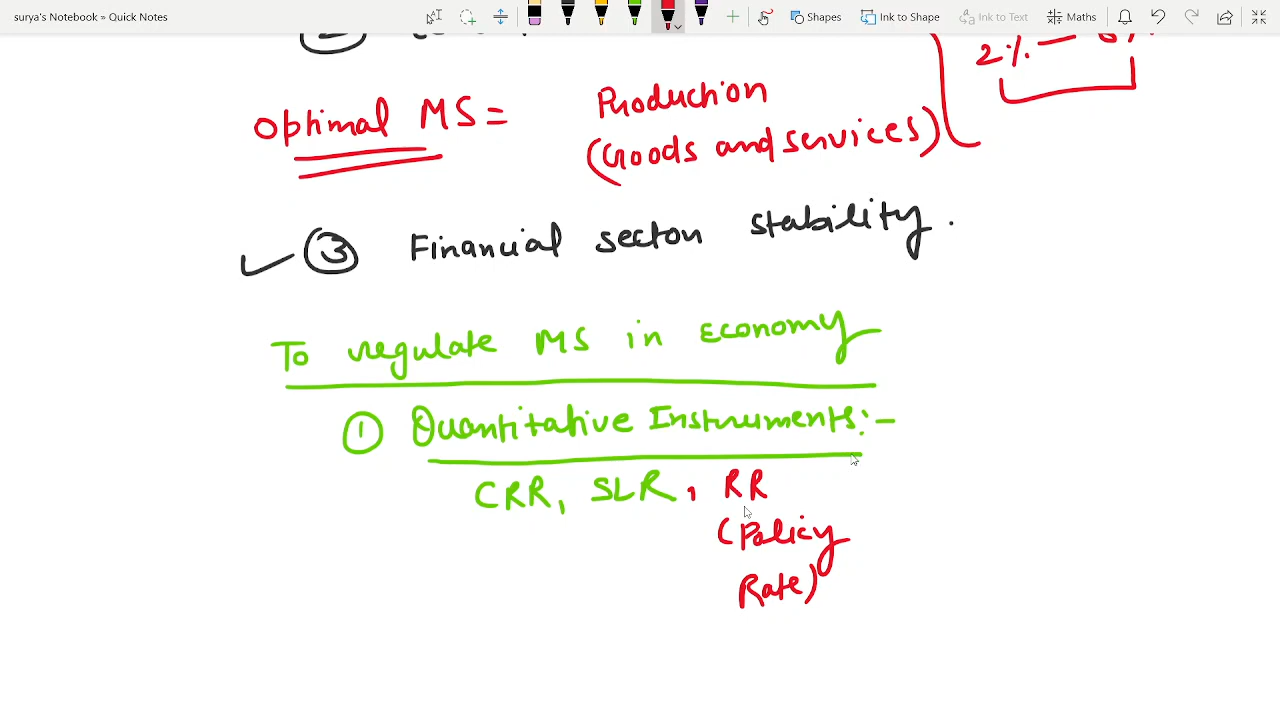 surya's Notebook » Quick Notes
Shapes Ink to Shape Ink to Text Maths
2%
Optimal MS = Production
(Goods and services)
③ Financial sector stability.
To regulate MS in Economy
① Quantitative Instruments:-
CRR, SLR, RR
(Policy
Rate)